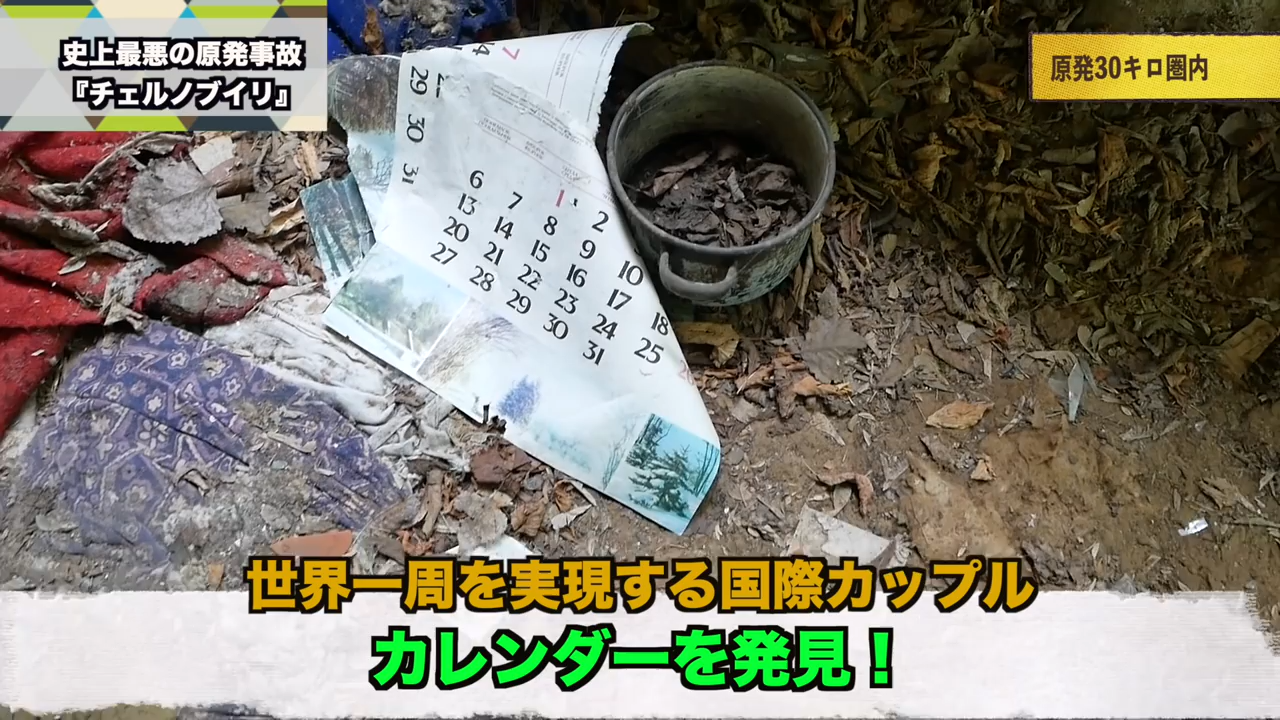 史上最悪の原発事故
『チェルノブイリ』
原発30キロ圏内
7
14
29
30
31
1 2
6 7 8 9 10
13 14 15 16 17 18
20 21 22 23 24 25
27 28 29 30 31
世界一周を実現する国際カップル
カレンダーを発見！